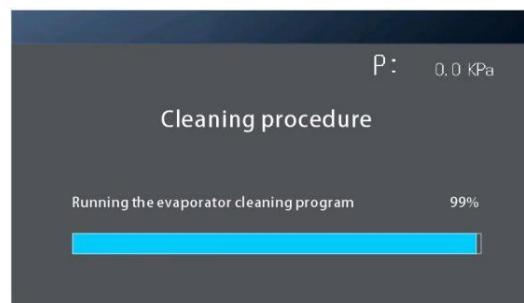 P: 0.0 KPa
Cleaning procedure
Running the evaporator cleaning program 99%